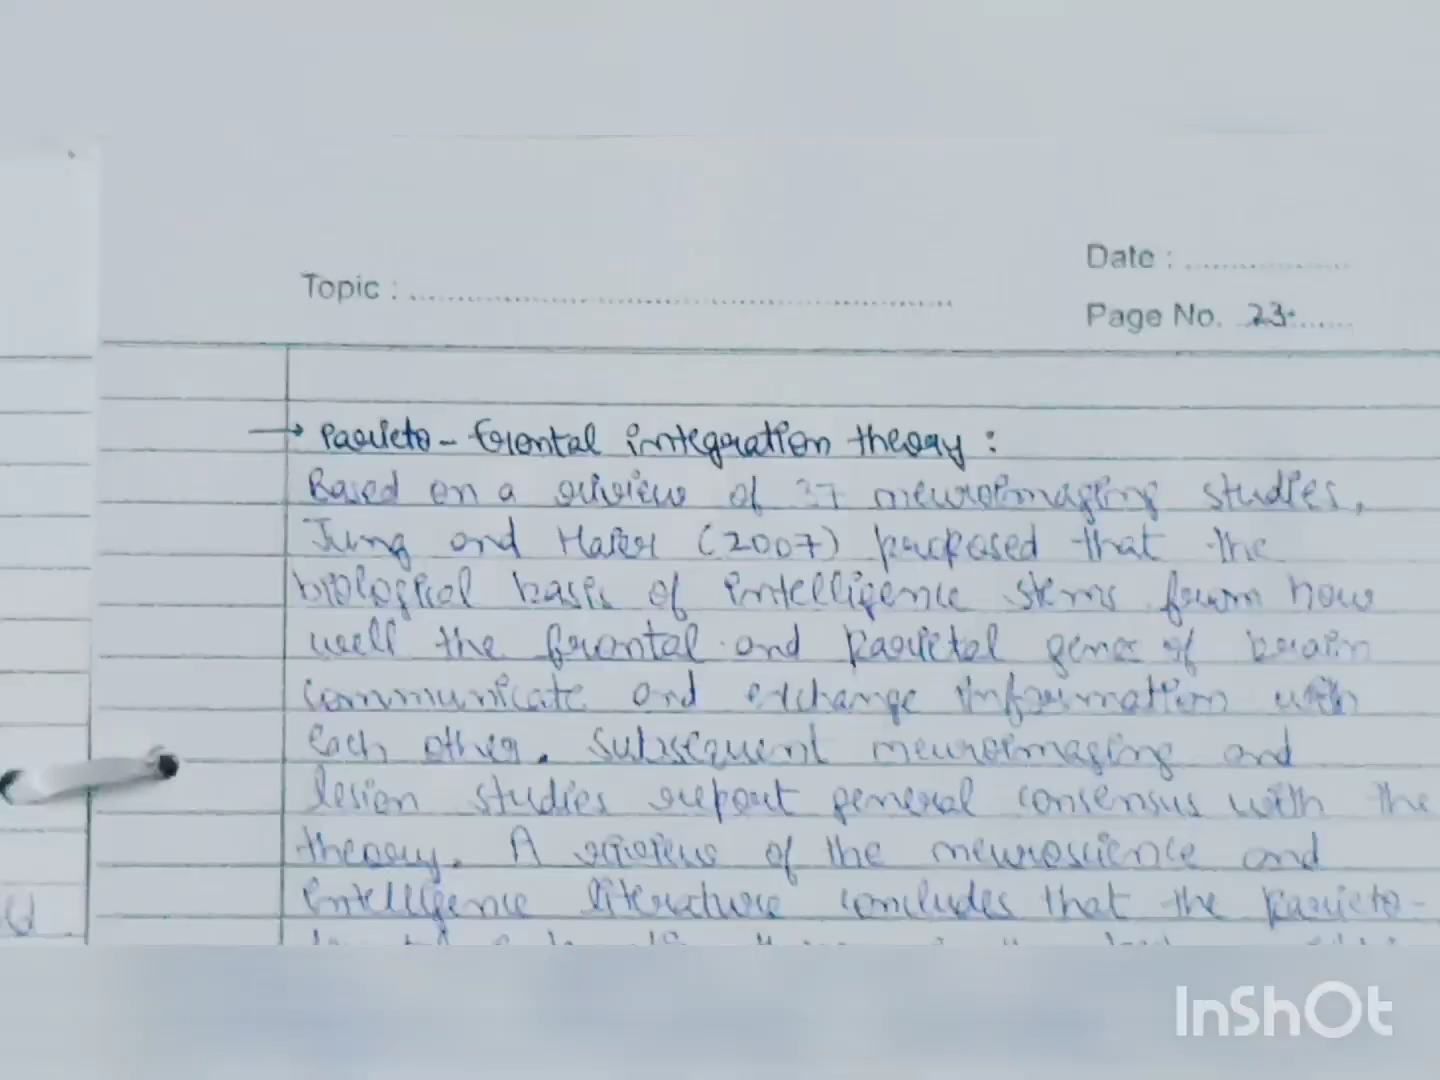 Date : ....................
Topic : ................................................................
Page No. 23.
→ Parieto - frontal integration theory :
Based on a review of 37 neuroimaging studies,
Jung and Haier (2007) proposed that the
biological basis of intelligence stems from how
well the frontal and parietal of brain
communicate and exchange information with
each other. Subsequent neuroimaging and
lesion studies report general consensus with the
theory. A review of the neuroscience and
intelligence literature concludes that the parieto-
InShOt